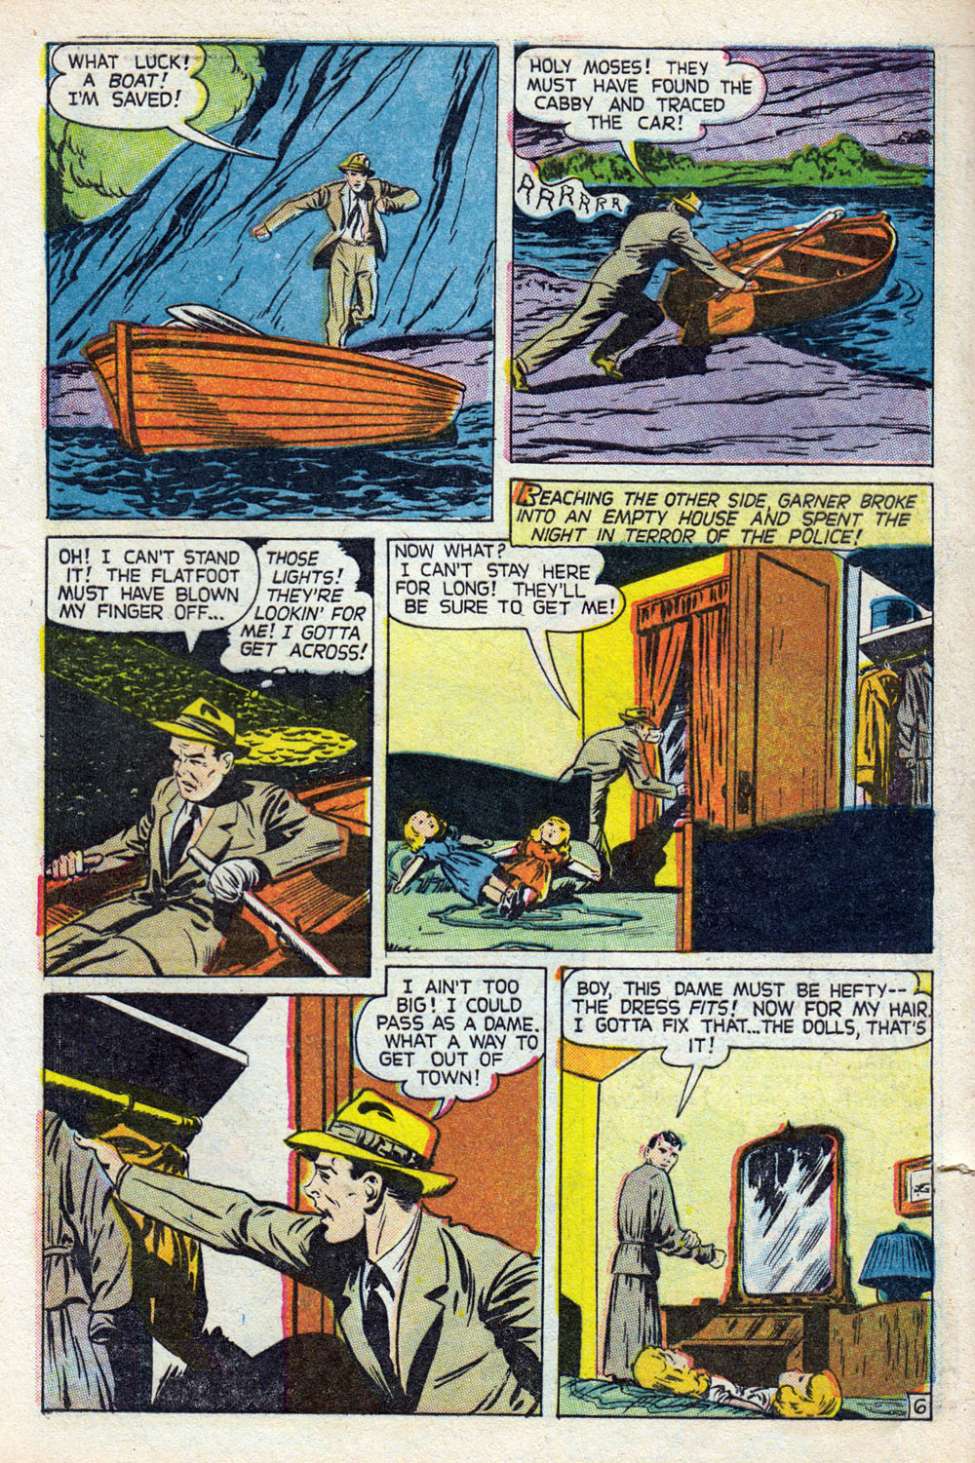 WHAT LUCK!
A BOAT!
I'M SAVED!
HOLY MOSES! THEY
MUST HAVE FOUND THE
CABBY AND TRACED
THE CAR!
RRRRRRR
OH! I CAN'T STAND
IT! THE FLATFOOT
MUST HAVE BLOWN
MY FINGER OFF...
THOSE
LIGHTS!
THEY'RE
LOOKIN' FOR
ME! I GOTTA
GET ACROSS!
REACHING THE OTHER SIDE, GARNER BROKE
INTO AN EMPTY HOUSE AND SPENT THE
NIGHT IN TERROR OF THE POLICE!
NOW WHAT?
I CAN'T STAY HERE
FOR LONG! THEY'LL
BE SURE TO GET ME!
I AIN'T TOO
BIG! I COULD
PASS AS A DAME.
WHAT A WAY TO
GET OUT OF
TOWN!
BOY, THIS DAME MUST BE HEFTY--
THE DRESS FITS! NOW FOR MY HAIR.
I GOTTA FIX THAT...THE DOLLS, THAT'S
IT!
6